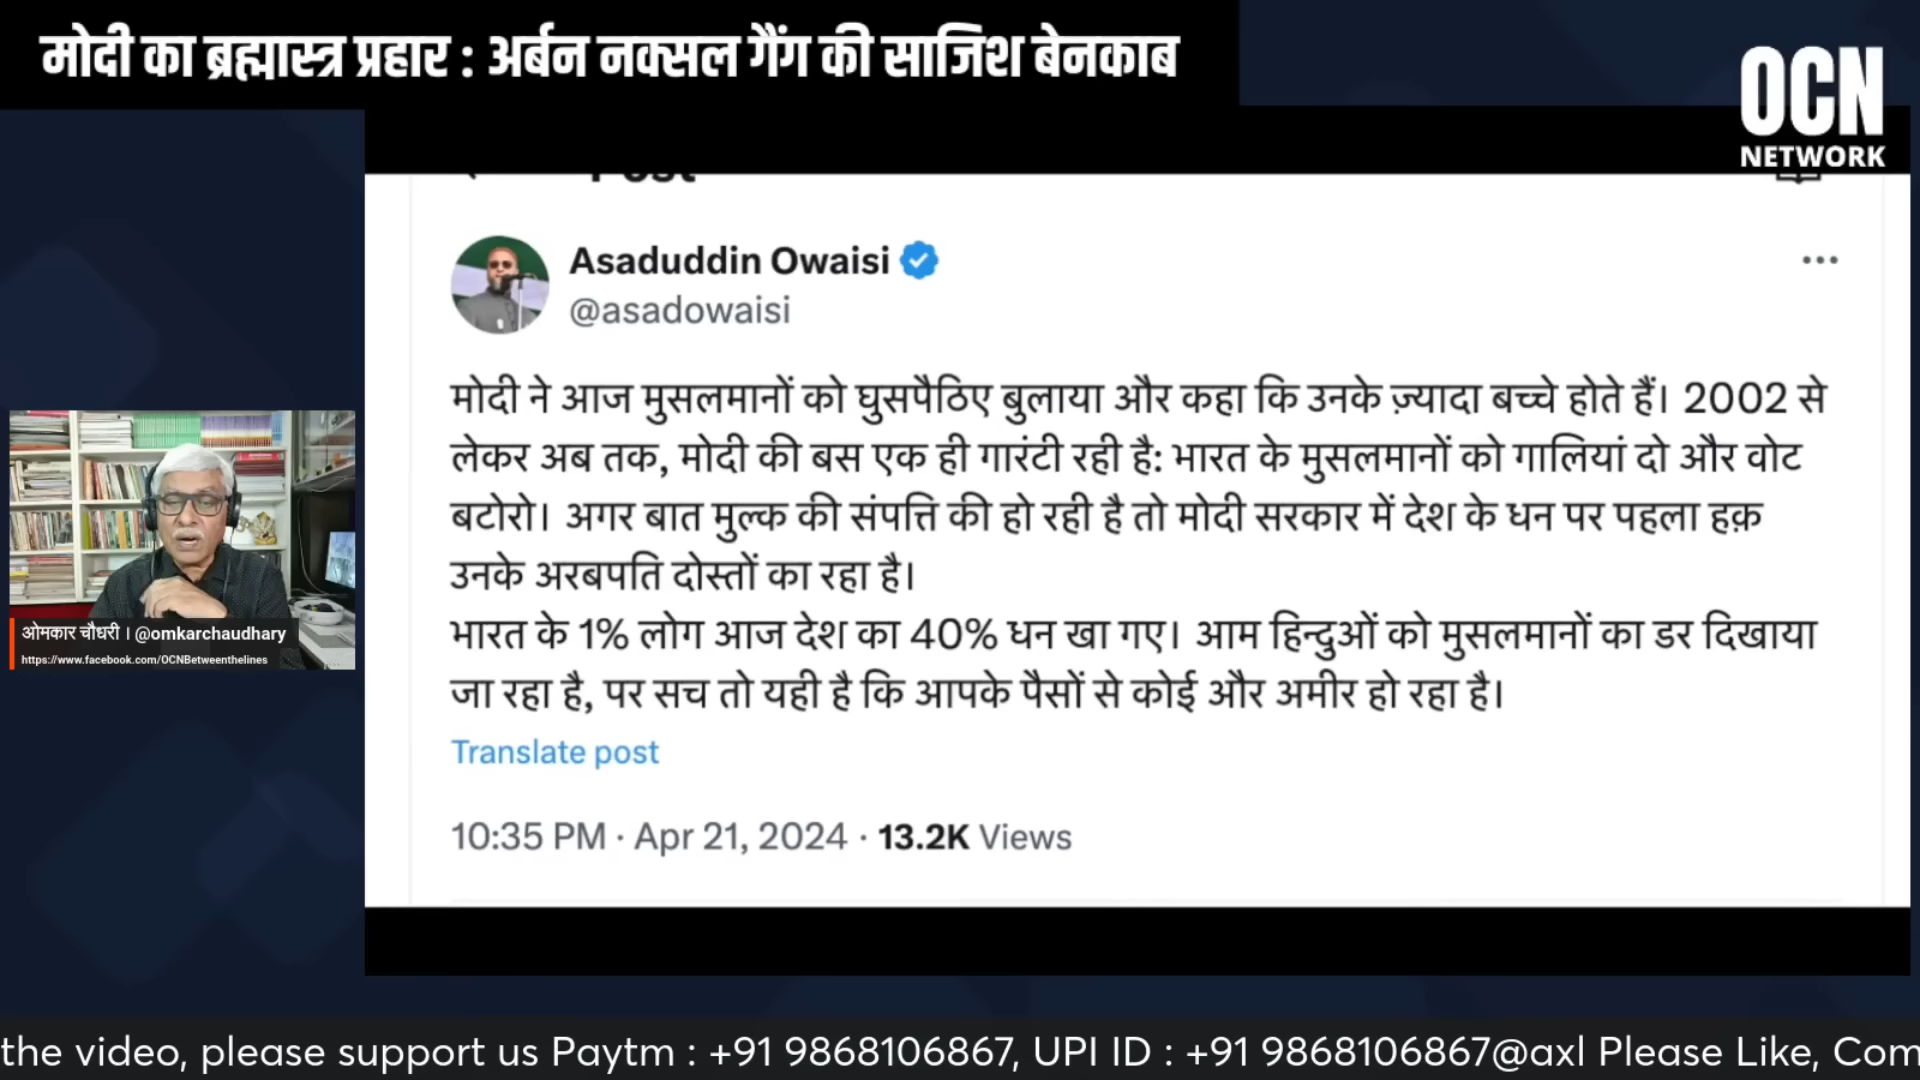 मोदी का ब्रह्मास्त्र प्रहार : अर्बन नक्सल गैंग की साजिश बेनकाब
OCN
NETWORK
Post
Asaduddin Owaisi
@asadowaisi
मोदी ने आज मुसलमानों को घुसपैठिए बुलाया और कहा कि उनके ज़्यादा बच्चे होते हैं। 2002 से
लेकर अब तक, मोदी की बस एक ही गारंटी रही है: भारत के मुसलमानों को गालियां दो और वोट
बटोरो। अगर बात मुल्क की संपत्ति की हो रही है तो मोदी सरकार में देश के धन पर पहला हक़
उनके अरबपति दोस्तों का रहा है।
भारत के 1% लोग आज देश का 40% धन खा गए। आम हिन्दुओं को मुसलमानों का डर दिखाया
जा रहा है, पर सच तो यही है कि आपके पैसों से कोई और अमीर हो रहा है।
Translate post
10:35 PM · Apr 21, 2024 · 13.2K Views
ओमकार चौधरी । @omkarchaudhary
https://www.facebook.com/OCNBetweenthelines
the video, please support us Paytm : +91 9868106867, UPI ID : +91 9868106867@axl Please Like, Com